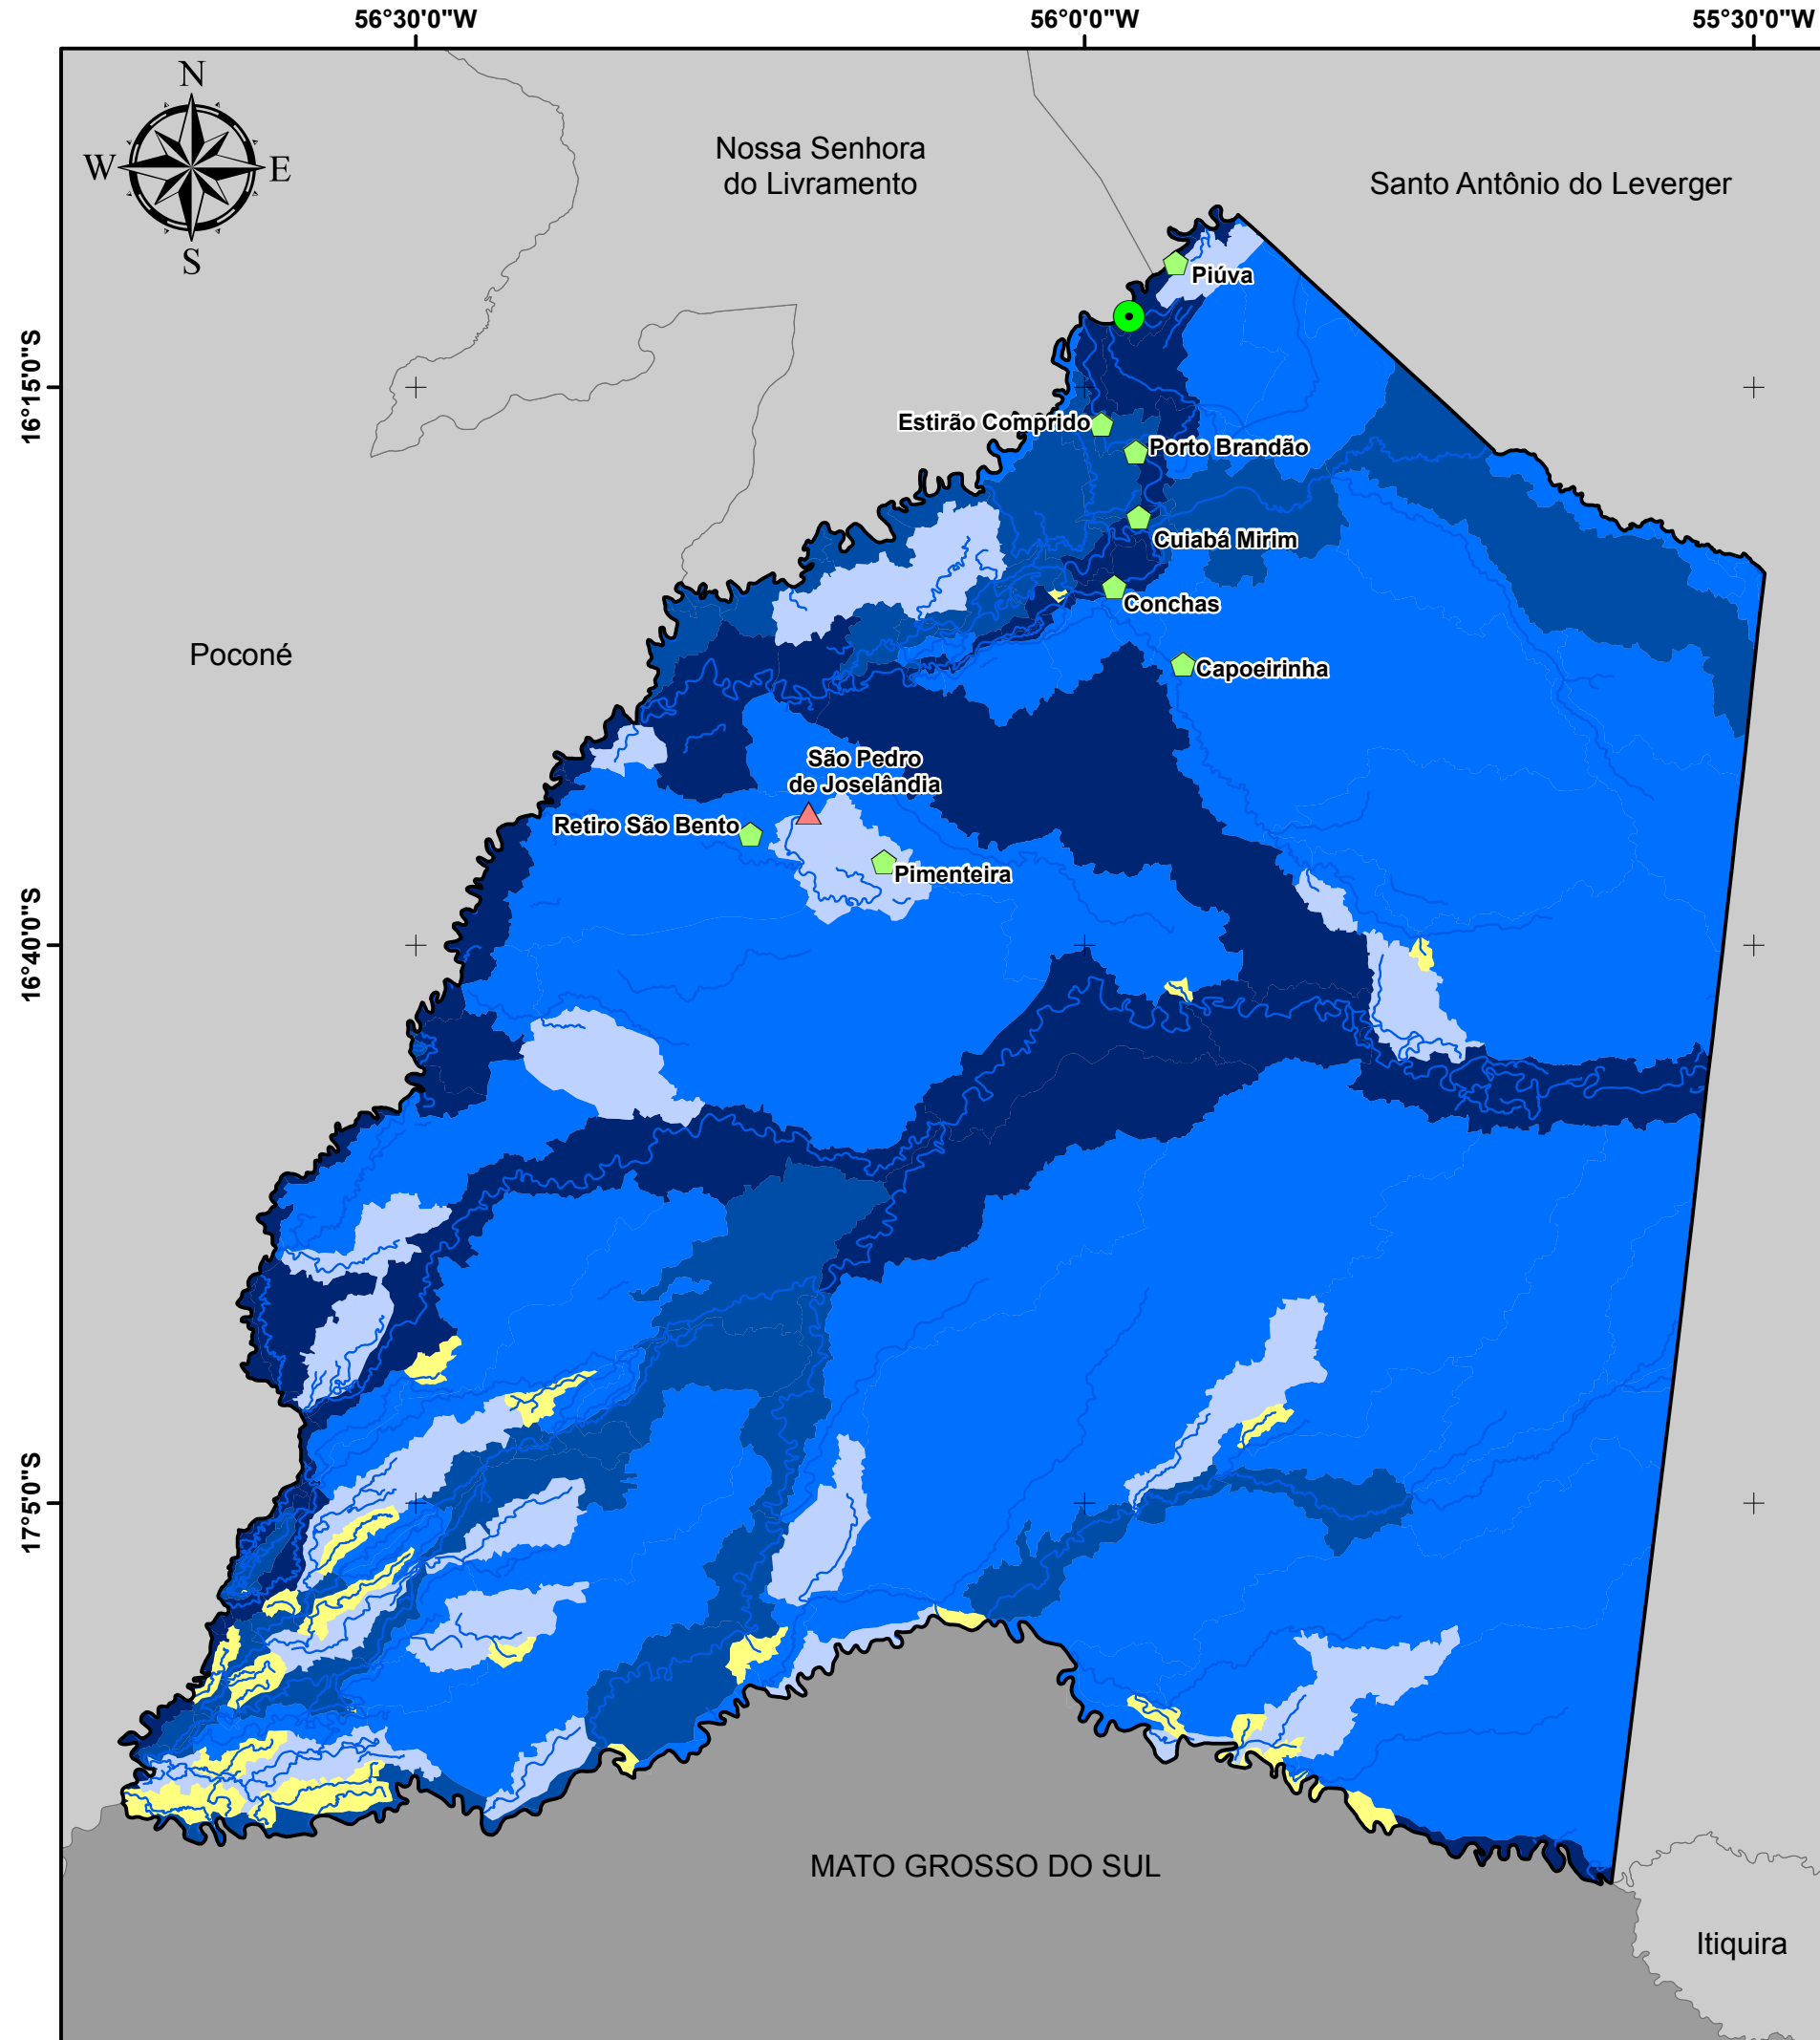 56°30'0"W
56°0'0"W
55°30'0"W
N
W
E
S
Nossa Senhora
do Livramento
Santo Antônio do Leverger
Piúva
16°15'0"S
Estirão Comprido
Porto Brandão
Cuiabá Mirim
Conchas
Poconé
Capoeirinha
São Pedro
de Joselândia
Retiro São Bento
Pimenteira
16°40'0"S
17°5'0"S
MATO GROSSO DO SUL
Itiquira